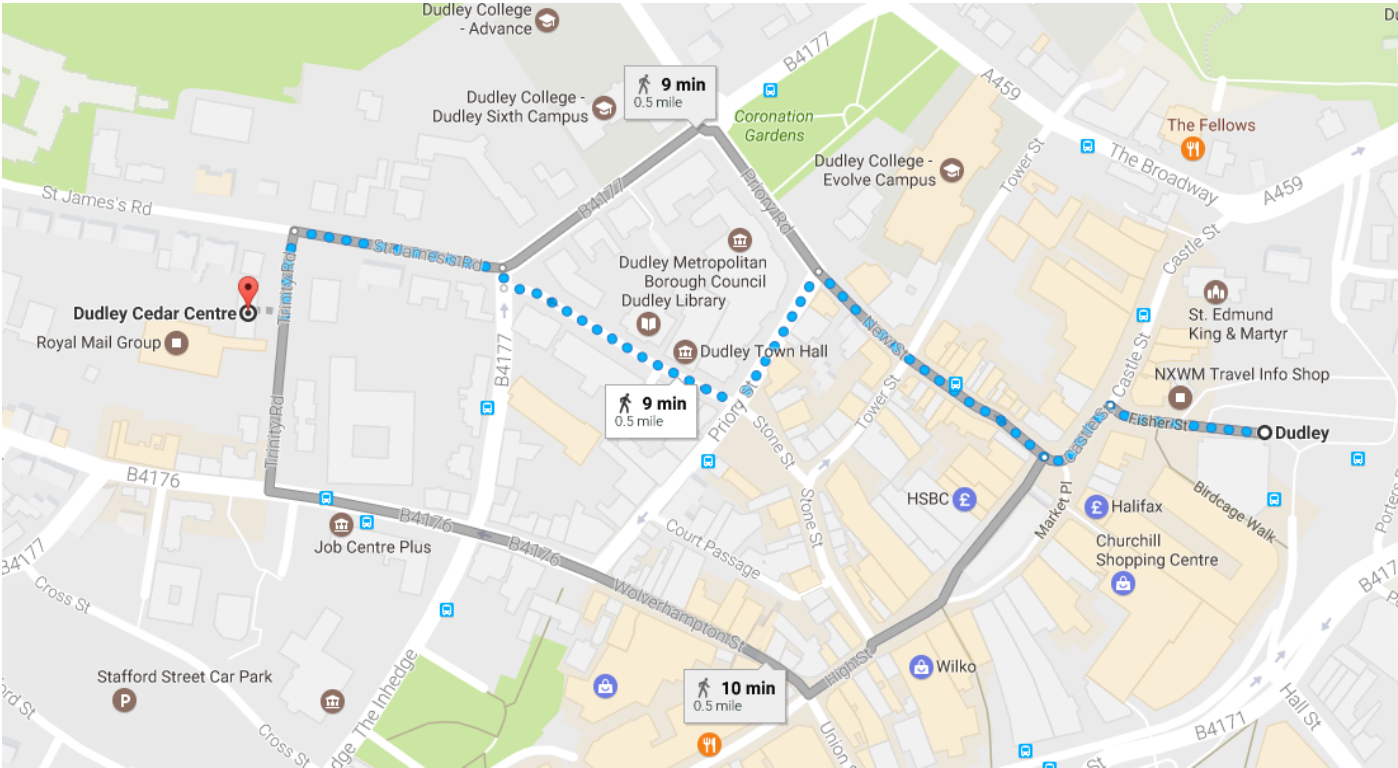 Dudley College
- Advance
B4177
9 min
0.5 mile
A459
Dudley College -
Dudley Sixth Campus
Coronation
Gardens
The Fellows
Dudley College -
Evolve Campus
Tower St
The Broadway
A459
St James's Rd
B4177
Priory Rd
Castle St
St James's Rd
Dudley Metropolitan
Borough Council
Trinity Rd
Dudley Library
St. Edmund
King & Martyr
Dudley Cedar Centre
Royal Mail Group
Dudley Town Hall
New St
B4177
Castle St
NXWM Travel Info Shop
9 min
0.5 mile
Priory St
Tower St
Castle St
Fisher St
Dudley
Stone St
Trinity Rd
B4176
HSBC
Market Pl
Halifax
Birdcage Walk
Stone St
B4176
Job Centre Plus
B4176
Court Passage
Churchill
Shopping Centre
B4177
Cross St
Wolverhampton St
High St
Wilko
Stafford Street Car Park
10 min
0.5 mile
The Inhedge
Cross St
Hall St
B4171